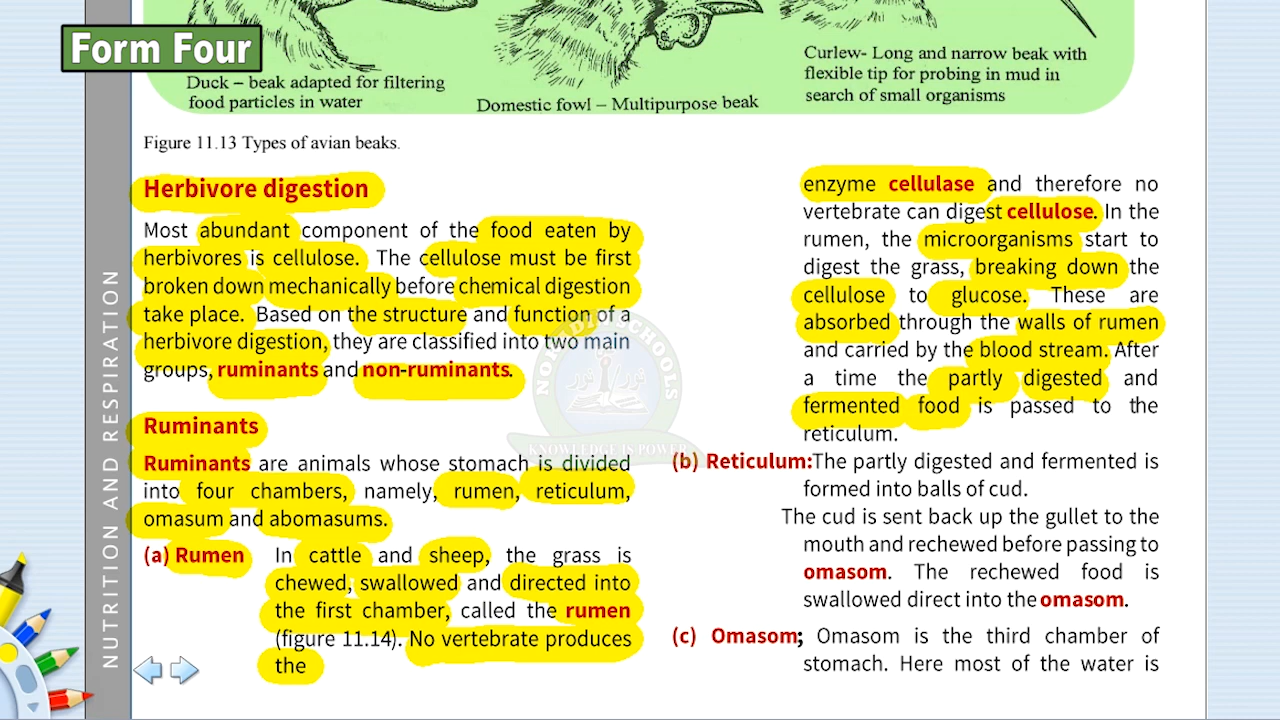 Form Four
Duck – beak adapted for filtering
food particles in water
Domestic fowl – Multipurpose beak
Curlew- Long and narrow beak with
flexible tip for probing in mud in
search of small organisms
Figure 11.13 Types of avian beaks.
NUTRITION AND RESPIRATION
Herbivore digestion
Most abundant component of the food eaten by
herbivores is cellulose. The cellulose must be first
broken down mechanically before chemical digestion
take place. Based on the structure and function of a
herbivore digestion, they are classified into two main
groups, ruminants and non-ruminants.
Ruminants
Ruminants are animals whose stomach is divided
into four chambers, namely, rumen, reticulum,
omasum and abomasums.
(a) Rumen In cattle and sheep, the grass is
chewed, swallowed and directed into
the first chamber, called the rumen
(figure 11.14). No vertebrate produces
the
enzyme cellulase and therefore no
vertebrate can digest cellulose. In the
rumen, the microorganisms start to
digest the grass, breaking down the
cellulose to glucose. These are
absorbed through the walls of rumen
and carried by the blood stream. After
a time the partly digested and
fermented food is passed to the
reticulum.
(b) Reticulum:The partly digested and fermented is
formed into balls of cud.
The cud is sent back up the gullet to the
mouth and rechewed before passing to
omasom. The rechewed food is
swallowed direct into the omasom.
(c) Omasom; Omasom is the third chamber of
stomach. Here most of the water is
KNOWLEDGE IS POWER